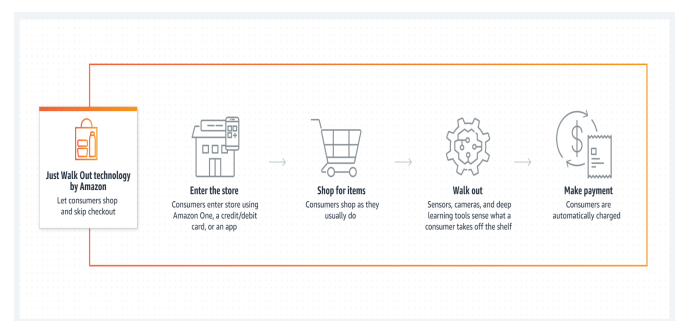 Just Walk Out technology
by Amazon
Let consumers shop
and skip checkout
Enter the store
Consumers enter store using
Amazon One, a credit/debit
card, or an app
Shop for items
Consumers shop as they
usually do
Walk out
Sensors, cameras, and deep
learning tools sense what a
consumer takes off the shelf
Make payment
Consumers are
automatically charged